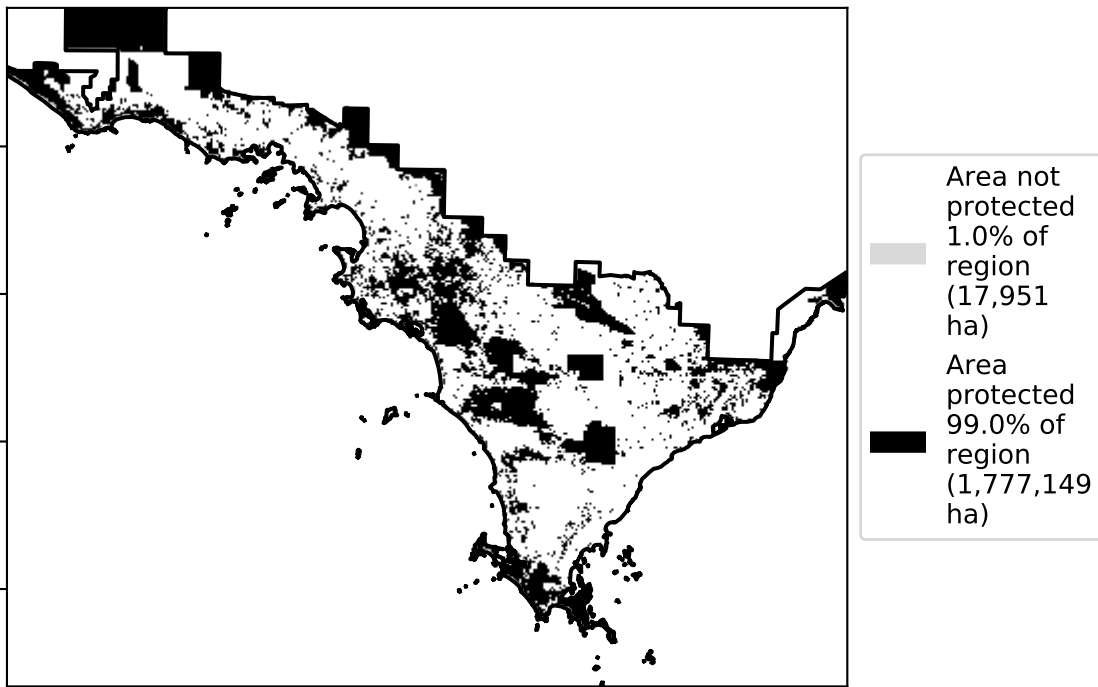 Area not
protected
1.0% of
region
(17,951
ha)
Area
protected
99.0% of
region
(1,777,149
ha)